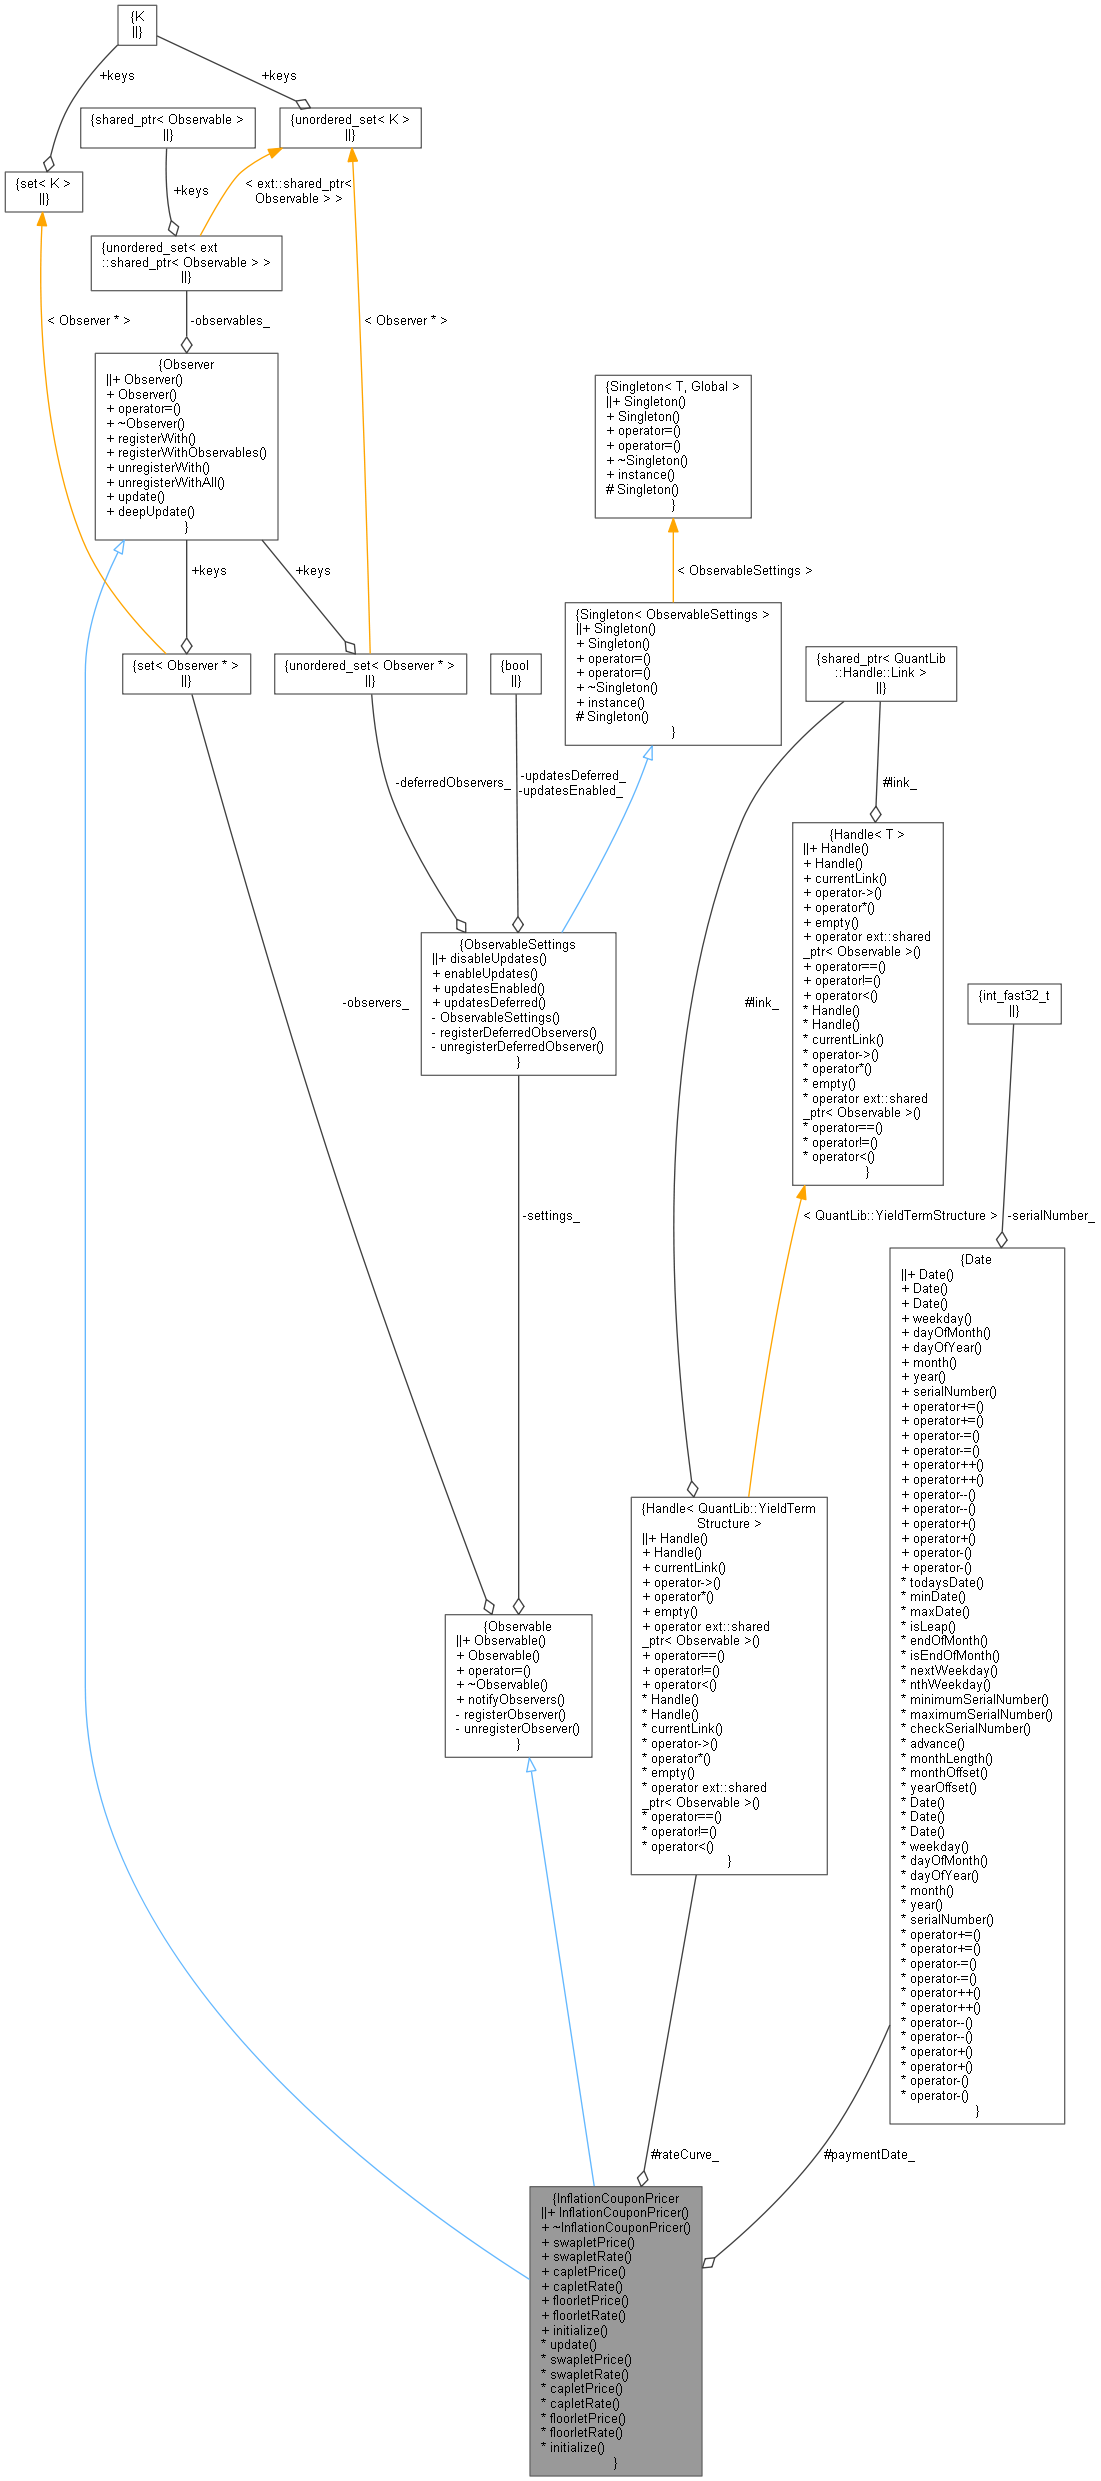 {K
||}
+keys
+keys
{shared_ptr< Observable >
||}
{unordered_set< K >
||}
{set< K >
||}
+keys
< ext::shared_ptr<
Observable > >
{unordered_set< ext
::shared_ptr< Observable > >
||}
< Observer * >
-observables_
< Observer * >
{Observer
||+ Observer()
+ Observer()
+ operator=()
+ ~Observer()
+ registerWith()
+ registerWithObservables()
+ unregisterWith()
+ unregisterWithAll()
+ update()
+ deepUpdate()
}
{Singleton< T, Global >
||+ Singleton()
+ Singleton()
+ operator=()
+ operator=()
+ ~Singleton()
+ instance()
# Singleton()
}
+keys
+keys
< ObservableSettings >
{set< Observer * >
||}
{unordered_set< Observer * >
||}
{bool
||}
{Singleton< ObservableSettings >
||+ Singleton()
+ Singleton()
+ operator=()
+ operator=()
+ ~Singleton()
+ instance()
# Singleton()
}
{shared_ptr< QuantLib
::Handle::Link >
||}
-deferredObservers_
-updatesDeferred_
-updatesEnabled_
#link_
{Handle< T >
||+ Handle()
+ Handle()
+ currentLink()
+ operator->()
+ operator*()
+ empty()
+ operator ext::shared
_ptr< Observable >()
+ operator==()
+ operator!=()
+ operator<()
* Handle()
* Handle()
* currentLink()
* operator->()
* operator*()
* empty()
* operator ext::shared
_ptr< Observable >()
* operator==()
* operator!=()
* operator<()
}
{ObservableSettings
||+ disableUpdates()
+ enableUpdates()
+ updatesEnabled()
+ updatesDeferred()
- ObservableSettings()
- registerDeferredObservers()
- unregisterDeferredObserver()
}
-observers_
#link_
{int_fast32_t
||}
-settings_
< QuantLib::YieldTermStructure >
-serialNumber_
{Date
||+ Date()
+ Date()
+ Date()
+ weekday()
+ dayOfMonth()
+ dayOfYear()
+ month()
+ year()
+ serialNumber()
+ operator+=()
+ operator+=()
+ operator-=()
+ operator-=()
+ operator++()
+ operator++()
+ operator--()
+ operator--()
+ operator+()
+ operator+()
+ operator-()
+ operator-()
* todaysDate()
* minDate()
* maxDate()
* isLeap()
* endOfMonth()
* isEndOfMonth()
* nextWeekday()
* nthWeekday()
* minimumSerialNumber()
* maximumSerialNumber()
* checkSerialNumber()
* advance()
* monthLength()
* monthOffset()
* yearOffset()
* Date()
* Date()
* Date()
* weekday()
* dayOfMonth()
* dayOfYear()
* month()
* year()
* serialNumber()
* operator+=()
* operator+=()
* operator-=()
* operator-=()
* operator++()
* operator++()
* operator--()
* operator--()
* operator+()
* operator+()
* operator-()
* operator-()
}
{Handle< QuantLib::YieldTerm
Structure >
||+ Handle()
+ Handle()
+ currentLink()
+ operator->()
+ operator*()
+ empty()
+ operator ext::shared
_ptr< Observable >()
+ operator==()
+ operator!=()
+ operator<()
* Handle()
* Handle()
* currentLink()
* operator->()
* operator*()
* empty()
* operator ext::shared
_ptr< Observable >()
* operator==()
* operator!=()
* operator<()
}
{Observable
||+ Observable()
+ Observable()
+ operator=()
+ ~Observable()
+ notifyObservers()
- registerObserver()
- unregisterObserver()
}
#rateCurve_
#paymentDate_
{InflationCouponPricer
||+ InflationCouponPricer()
+ ~InflationCouponPricer()
+ swapletPrice()
+ swapletRate()
+ capletPrice()
+ capletRate()
+ floorletPrice()
+ floorletRate()
+ initialize()
* update()
* swapletPrice()
* swapletRate()
* capletPrice()
* capletRate()
* floorletPrice()
* floorletRate()
* initialize()
}